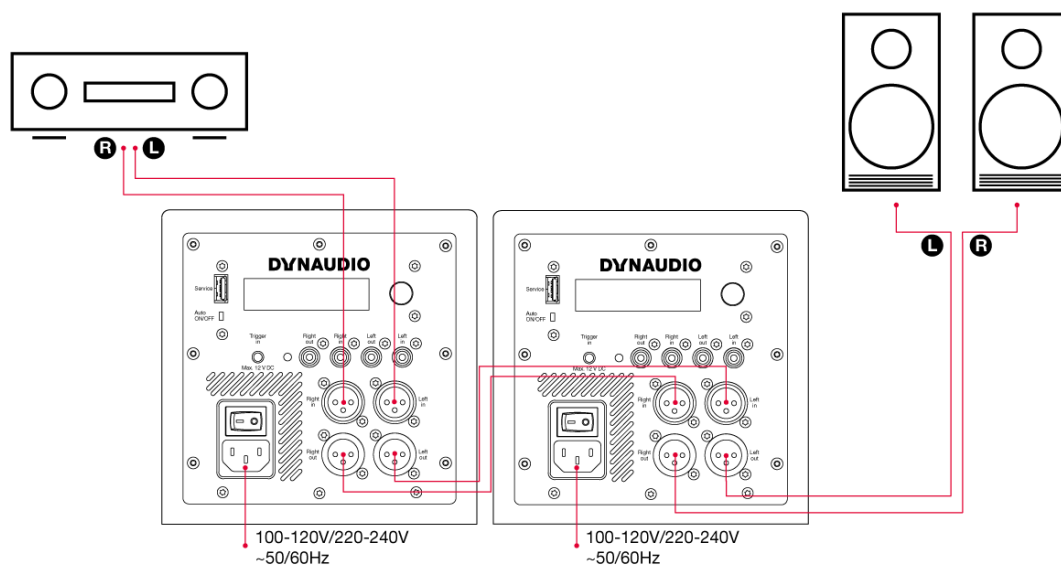 R L
L R
DYNAUDIO
Service
Auto
ON/OFF
Trigger
in
Max. 12 V DC
Right
out
Right
in
Left
out
Left
in
Right
in
Left
in
Right
out
Left
out
100-120V/220-240V
~50/60Hz
DYNAUDIO
Service
Auto
ON/OFF
Trigger
in
Max. 12 V DC
Right
out
Right
in
Left
out
Left
in
Right
in
Left
in
Right
out
Left
out
100-120V/220-240V
~50/60Hz